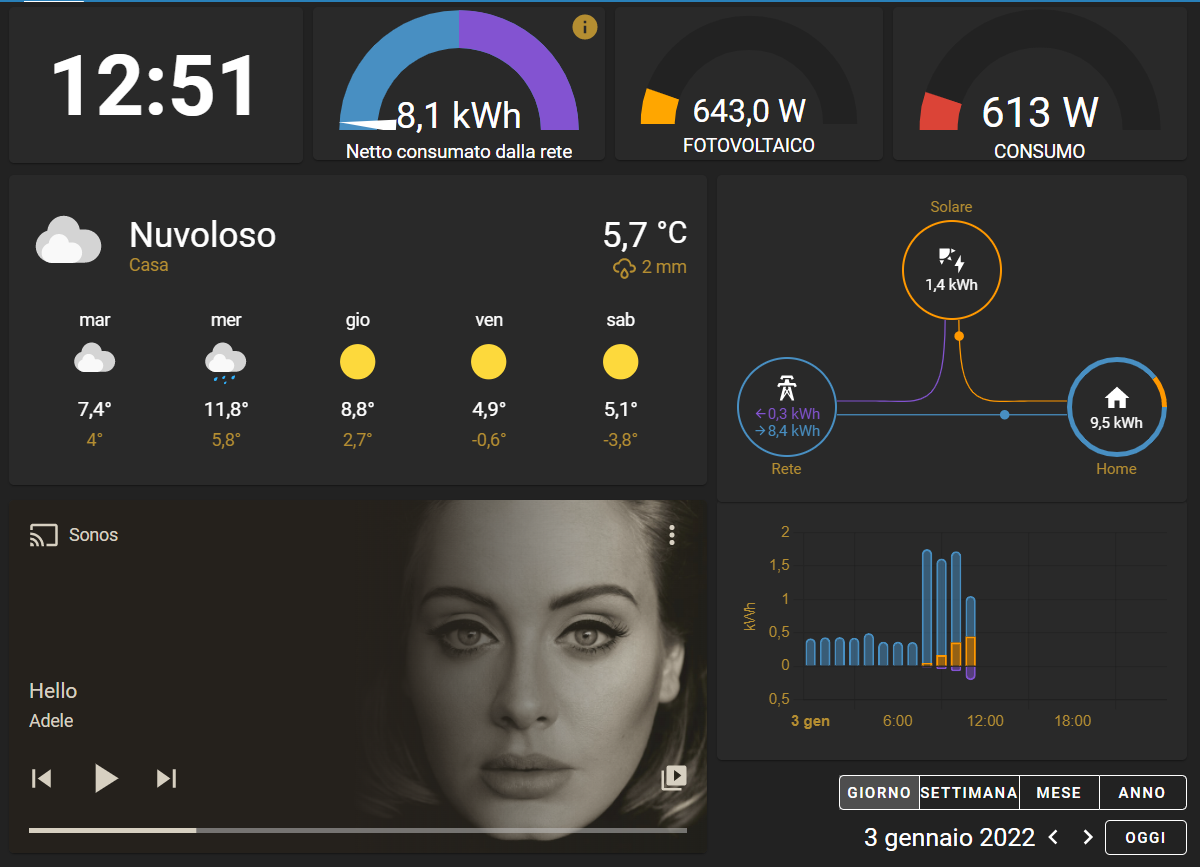 12:51
8,1 kWh
Netto consumato dalla rete
643,0 W
FOTOVOLTAICO
613 W
CONSUMO
Nuvoloso
Casa
5,7 °C
2 mm
mar mer gio ven sab
7,4° 11,8° 8,8° 4,9° 5,1°
4° 5,8° 2,7° -0,6° -3,8°
Solare
1,4 kWh
←0,3 kWh
→8,4 kWh
Rete
9,5 kWh
Home
Sonos
Hello
Adele
kWh
2
1,5
1
0,5
0
0,5
3 gen 6:00 12:00 18:00
GIORNO SETTIMANA MESE ANNO
3 gennaio 2022 OGGI